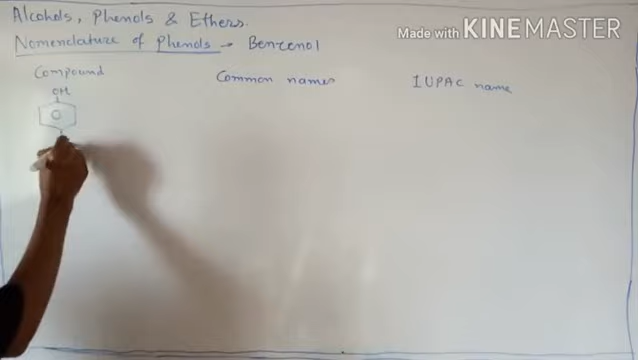 Alcohols, Phenols & Ethers.
Made with KINEMASTER
Nomenclature of Phenols → Benzenol
Compound Common names IUPAC name
OH